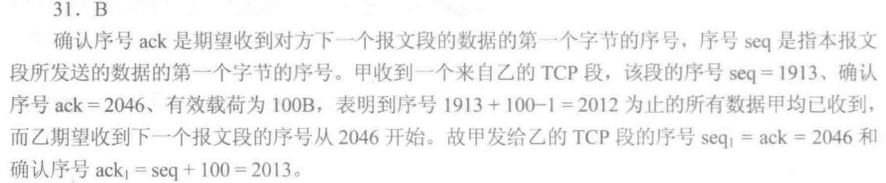 31. B
确认序号 ack 是期望收到对方下一个报文段的数据的第一个字节的序号，序号 seq 是指本报文
段所发送的数据的第一个字节的序号。甲收到一个来自乙的 TCP 段，该段的序号 seq = 1913、确认
序号 ack = 2046、有效载荷为 100B，表明到序号 1913 + 100−1 = 2012 为止的所有数据甲均已收到，
而乙期望收到下一个报文段的序号从 2046 开始。故甲发给乙的 TCP 段的序号 seq₁ = ack = 2046 和
确认序号 ack₁ = seq + 100 = 2013。